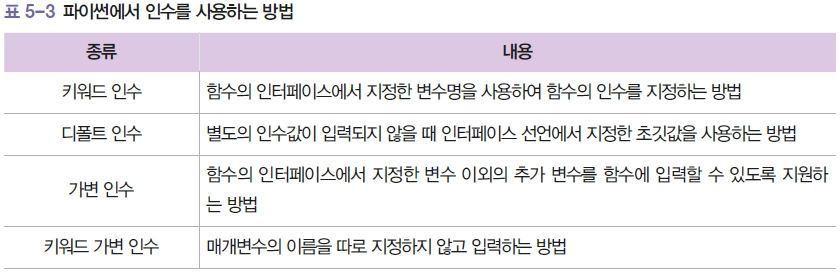 표 5-3 파이썬에서 인수를 사용하는 방법
종류 내용
키워드 인수 함수의 인터페이스에서 지정한 변수명을 사용하여 함수의 인수를 지정하는 방법
디폴트 인수 별도의 인수값이 입력되지 않을 때 인터페이스 선언에서 지정한 초깃값을 사용하는 방법
가변 인수 함수의 인터페이스에서 지정한 변수 이외의 추가 변수를 함수에 입력할 수 있도록 지원하
는 방법
키워드 가변 인수 매개변수의 이름을 따로 지정하지 않고 입력하는 방법